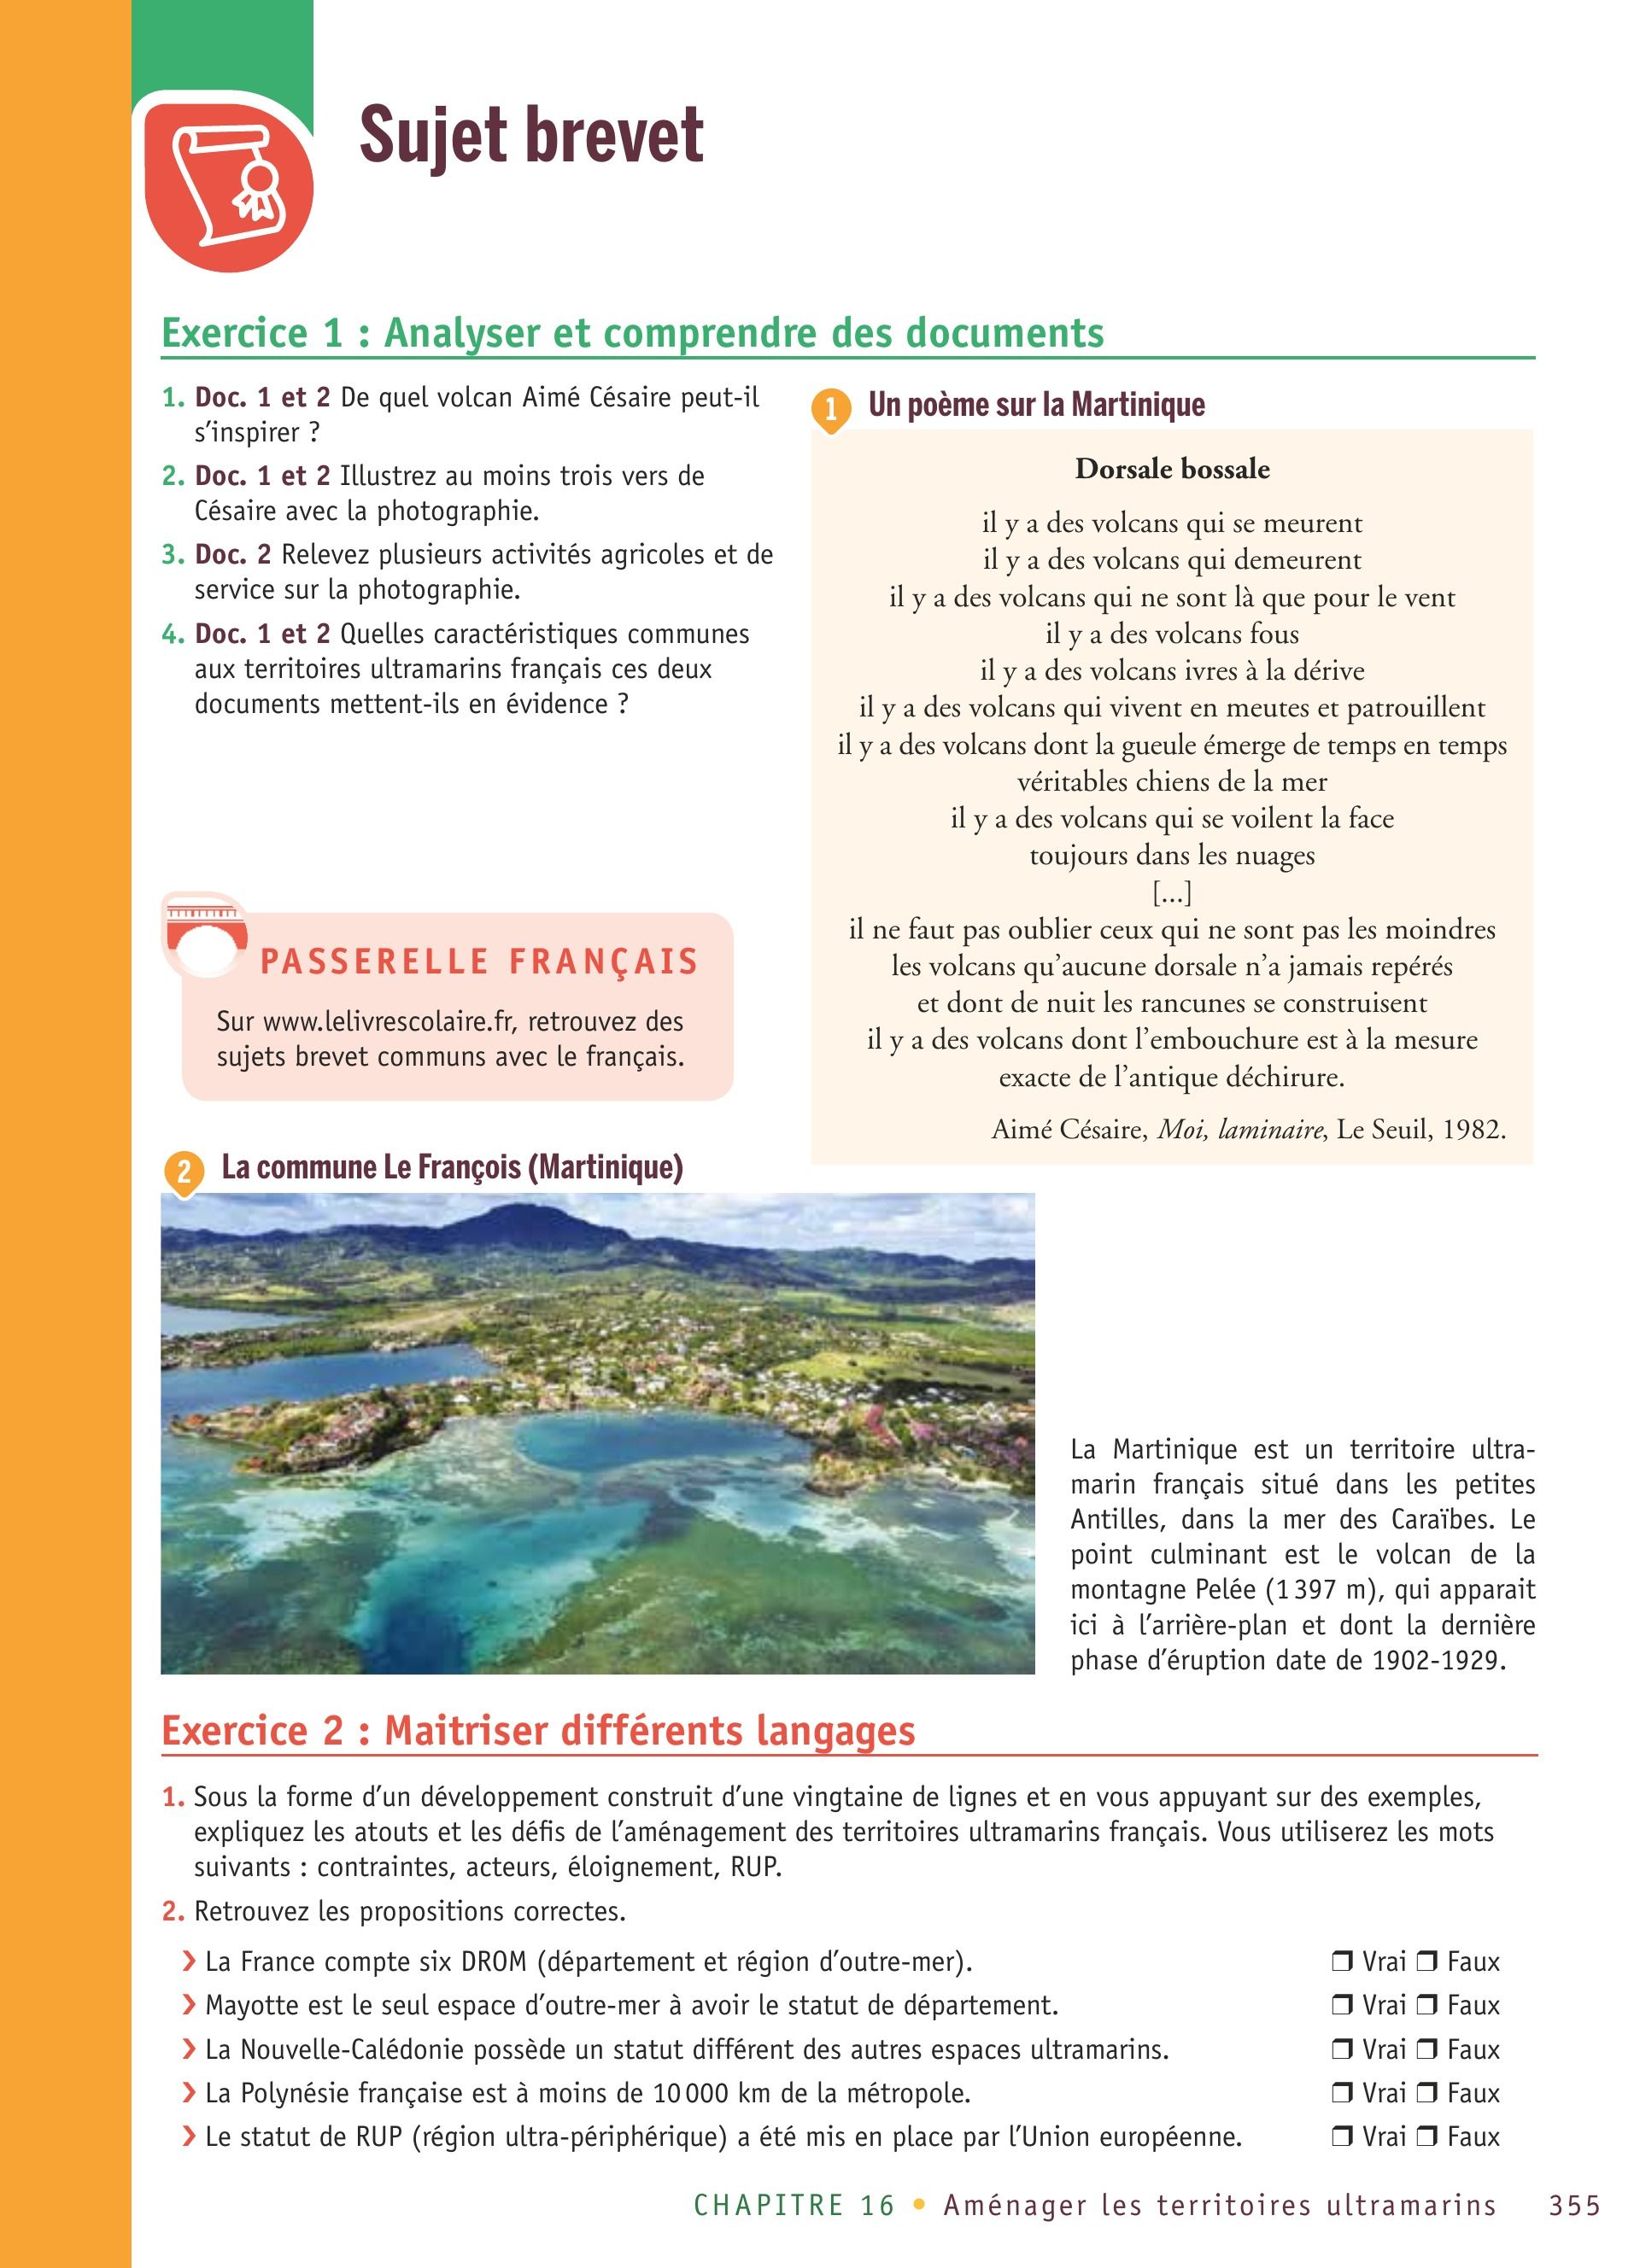 Sujet brevet
Exercice 1 : Analyser et comprendre des documents
1. Doc. 1 et 2 De quel volcan Aimé Césaire peut-il
s'inspirer ?
2. Doc. 1 et 2 Illustrez au moins trois vers de
Césaire avec la photographie.
3. Doc. 2 Relevez plusieurs activités agricoles et de
service sur la photographie.
4. Doc. 1 et 2 Quelles caractéristiques communes
aux territoires ultramarins français ces deux
documents mettent-ils en évidence ?
PASSERELLE FRANÇAIS
Sur www.lelivrescolaire.fr, retrouvez des
sujets brevet communs avec le français.
1 Un poème sur la Martinique
Dorsale bossale
il y a des volcans qui se meurent
il y a des volcans qui demeurent
il y a des volcans qui ne sont là que pour le vent
il y a des volcans fous
il y a des volcans ivres à la dérive
il y a des volcans qui vivent en meutes et patrouillent
il y a des volcans dont la gueule émerge de temps en temps
véritables chiens de la mer
il y a des volcans qui se voilent la face
toujours dans les nuages
[...]
il ne faut pas oublier ceux qui ne sont pas les moindres
les volcans qu'aucune dorsale n'a jamais repérés
et dont de nuit les rancunes se construisent
il y a des volcans dont l'embouchure est à la mesure
exacte de l'antique déchirure.
Aimé Césaire, Moi, laminaire, Le Seuil, 1982.
2 La commune Le François (Martinique)
La Martinique est un territoire ultra-
marin français situé dans les petites
Antilles, dans la mer des Caraïbes. Le
point culminant est le volcan de la
montagne Pelée (1 397 m), qui apparait
ici à l'arrière-plan et dont la dernière
phase d'éruption date de 1902-1929.
Exercice 2 : Maitriser différents langages
1. Sous la forme d'un développement construit d'une vingtaine de lignes et en vous appuyant sur des exemples,
expliquez les atouts et les défis de l'aménagement des territoires ultramarins français. Vous utiliserez les mots
suivants : contraintes, acteurs, éloignement, RUP.
2. Retrouvez les propositions correctes.
› La France compte six DROM (département et région d'outre-mer). ❒ Vrai ❒ Faux
› Mayotte est le seul espace d'outre-mer à avoir le statut de département. ❒ Vrai ❒ Faux
› La Nouvelle-Calédonie possède un statut différent des autres espaces ultramarins. ❒ Vrai ❒ Faux
› La Polynésie française est à moins de 10 000 km de la métropole. ❒ Vrai ❒ Faux
› Le statut de RUP (région ultra-périphérique) a été mis en place par l'Union européenne. ❒ Vrai ❒ Faux
CHAPITRE 16 • Aménager les territoires ultramarins 355